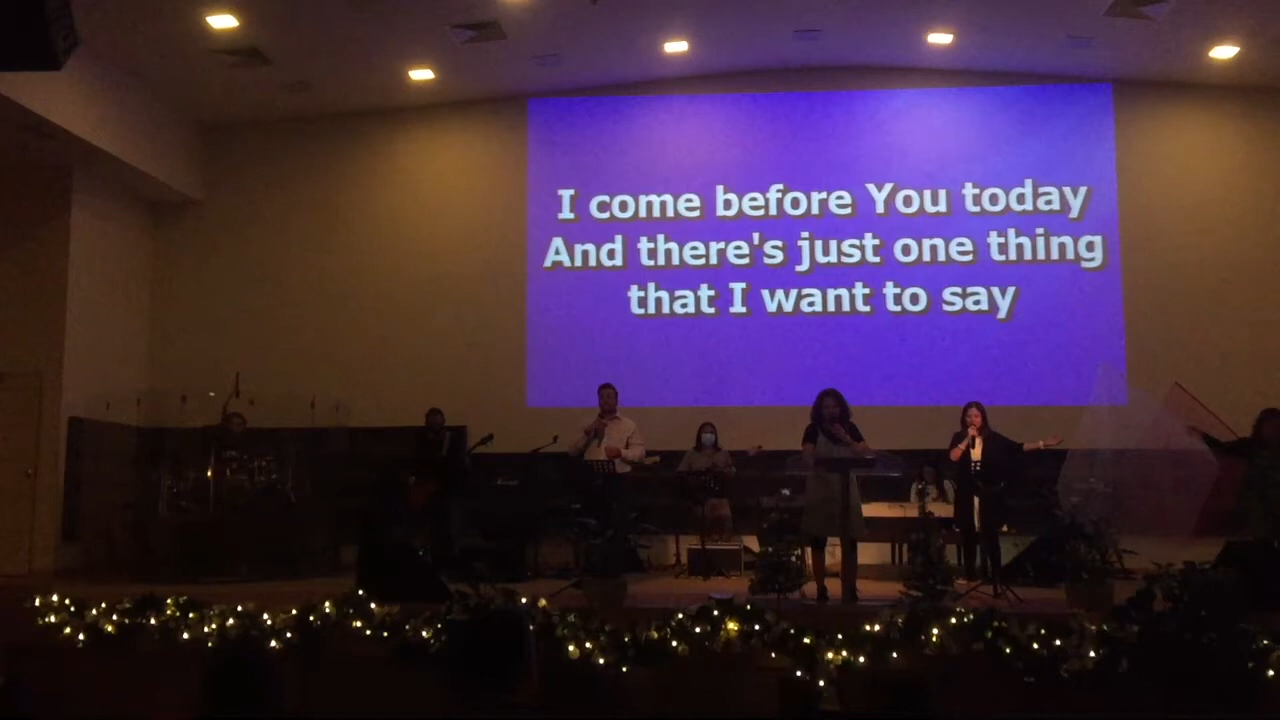 I come before You today
And there's just one thing
that I want to say